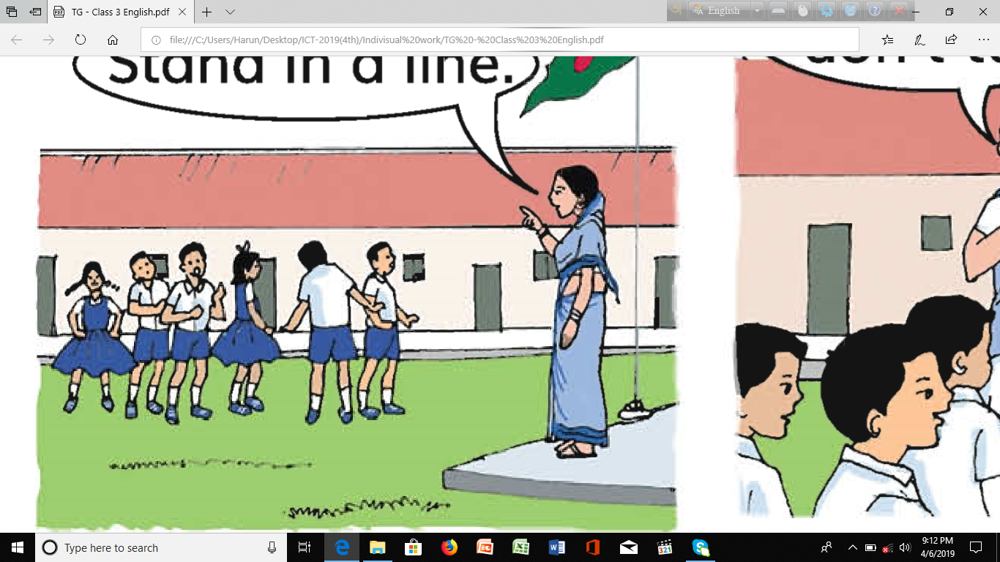 TG - Class 3 English.pdf
English
file:///C:/Users/Harun/Desktop/ICT-2019(4th)/Indivisual%20work/TG%20-%20Class%203%20English.pdf
Stand in a line.
don't
Type here to search
9:12 PM
4/6/2019